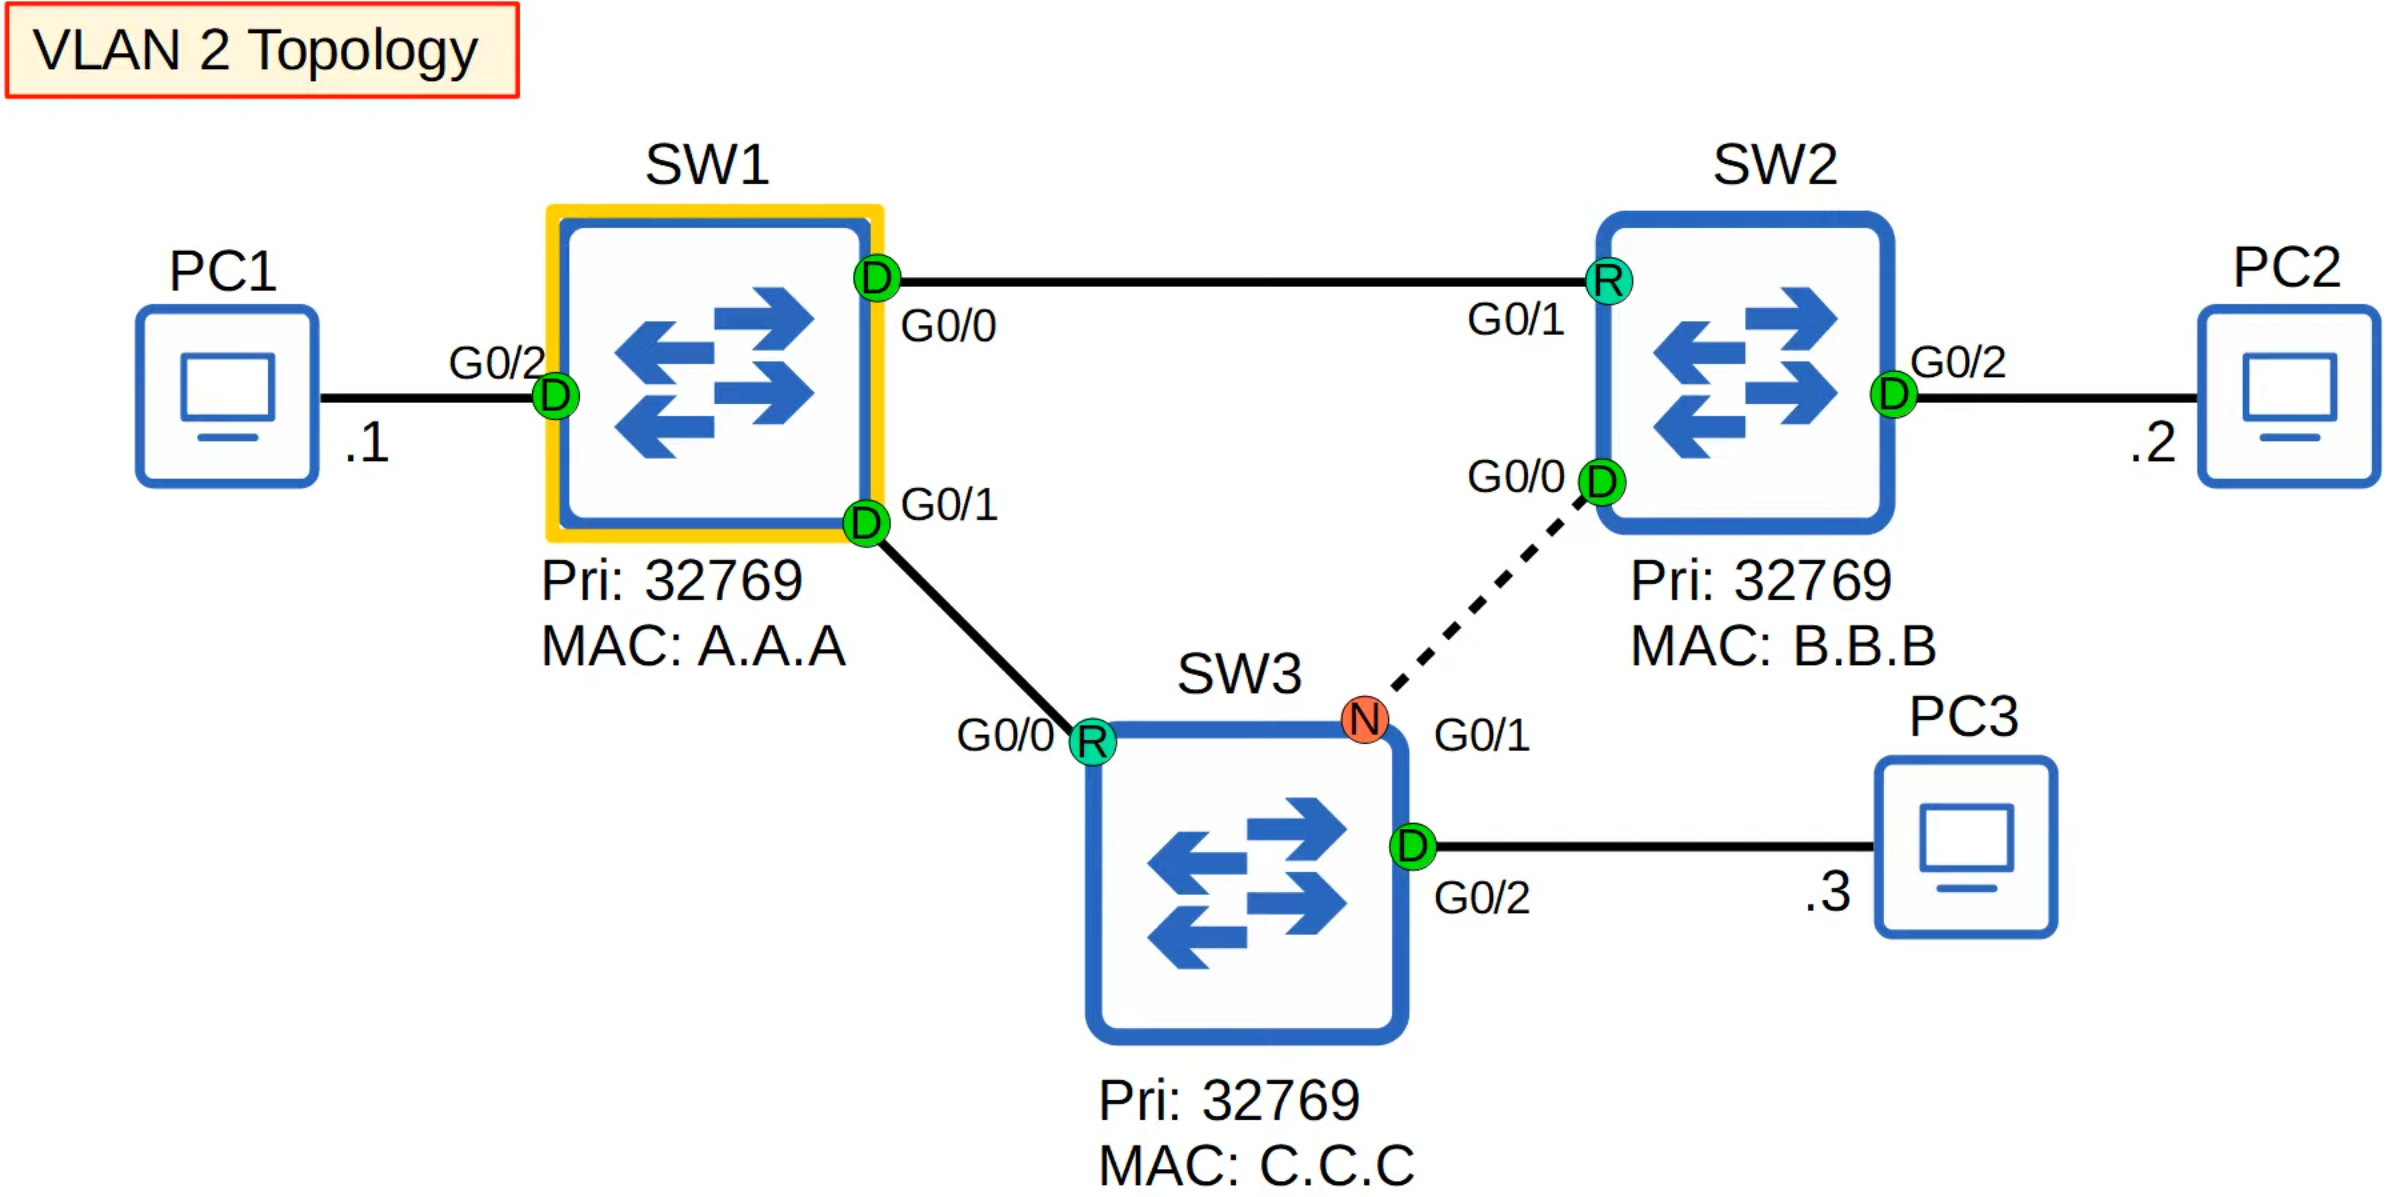 VLAN 2 Topology
SW1
SW2
PC1
PC2
D
G0/0
R
G0/1
G0/2
D
D
G0/2
.1
.2
G0/0
D
G0/1
D
Pri: 32769
MAC: A.A.A
Pri: 32769
MAC: B.B.B
SW3
PC3
G0/0
R
N
G0/1
D
G0/2
.3
Pri: 32769
MAC: C.C.C